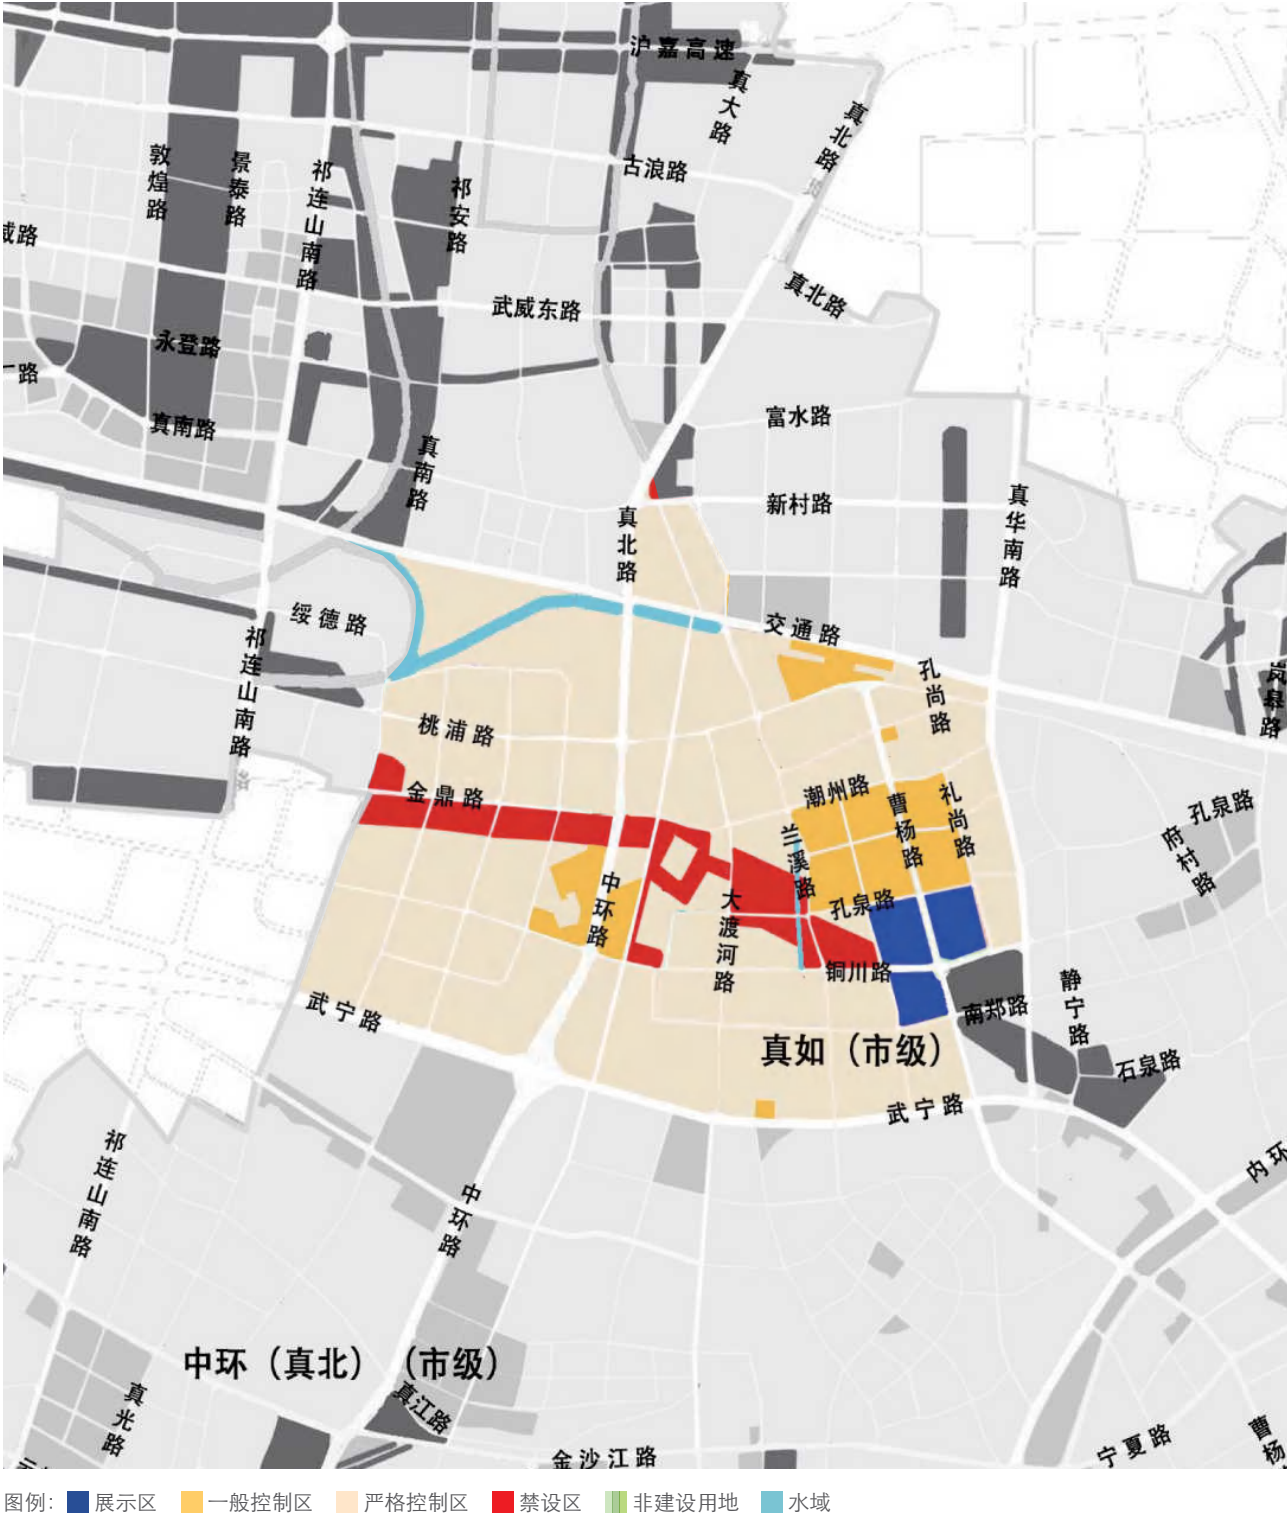 沪嘉高速
真大路
真北路
古浪路
敦煌路
景泰路
祁连山南路
祁安路
威路
真北路
武威东路
永登路
路
真南路
富水路
真南路
新村路
真华南路
真北路
绥德路
交通路
祁连山南路
孔尚路
岚皋路
桃浦路
金鼎路
潮州路
曹杨路
礼尚路
孔泉路
府村路
兰溪路
中环路
大渡河路
孔泉路
铜川路
静宁路
武宁路
南郑路
真如（市级）
石泉路
武宁路
祁连山南路
内环
中环路
中环（真北）（市级）
真光路
真江路
金沙江路
宁夏路
曹杨
图例：展示区 一般控制区 严格控制区 禁设区 非建设用地 水域